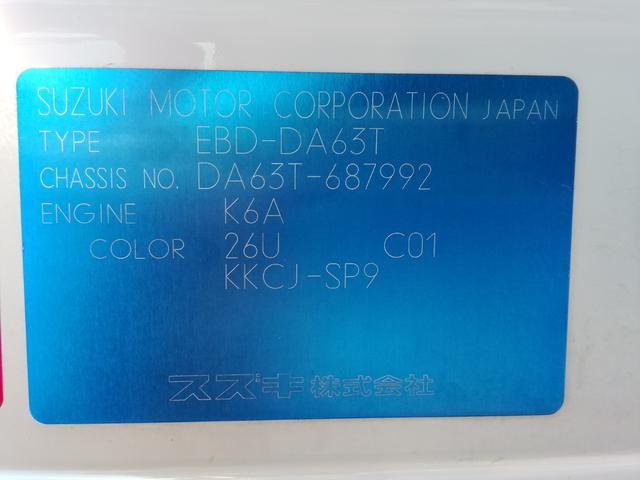 SUZUKI MOTOR CORPORATION JAPAN
TYPE EBD-DA63T
CHASSIS NO. DA63T-687992
ENGINE K6A
COLOR 26U C01
KKCJ-SP9
スズキ株式会社